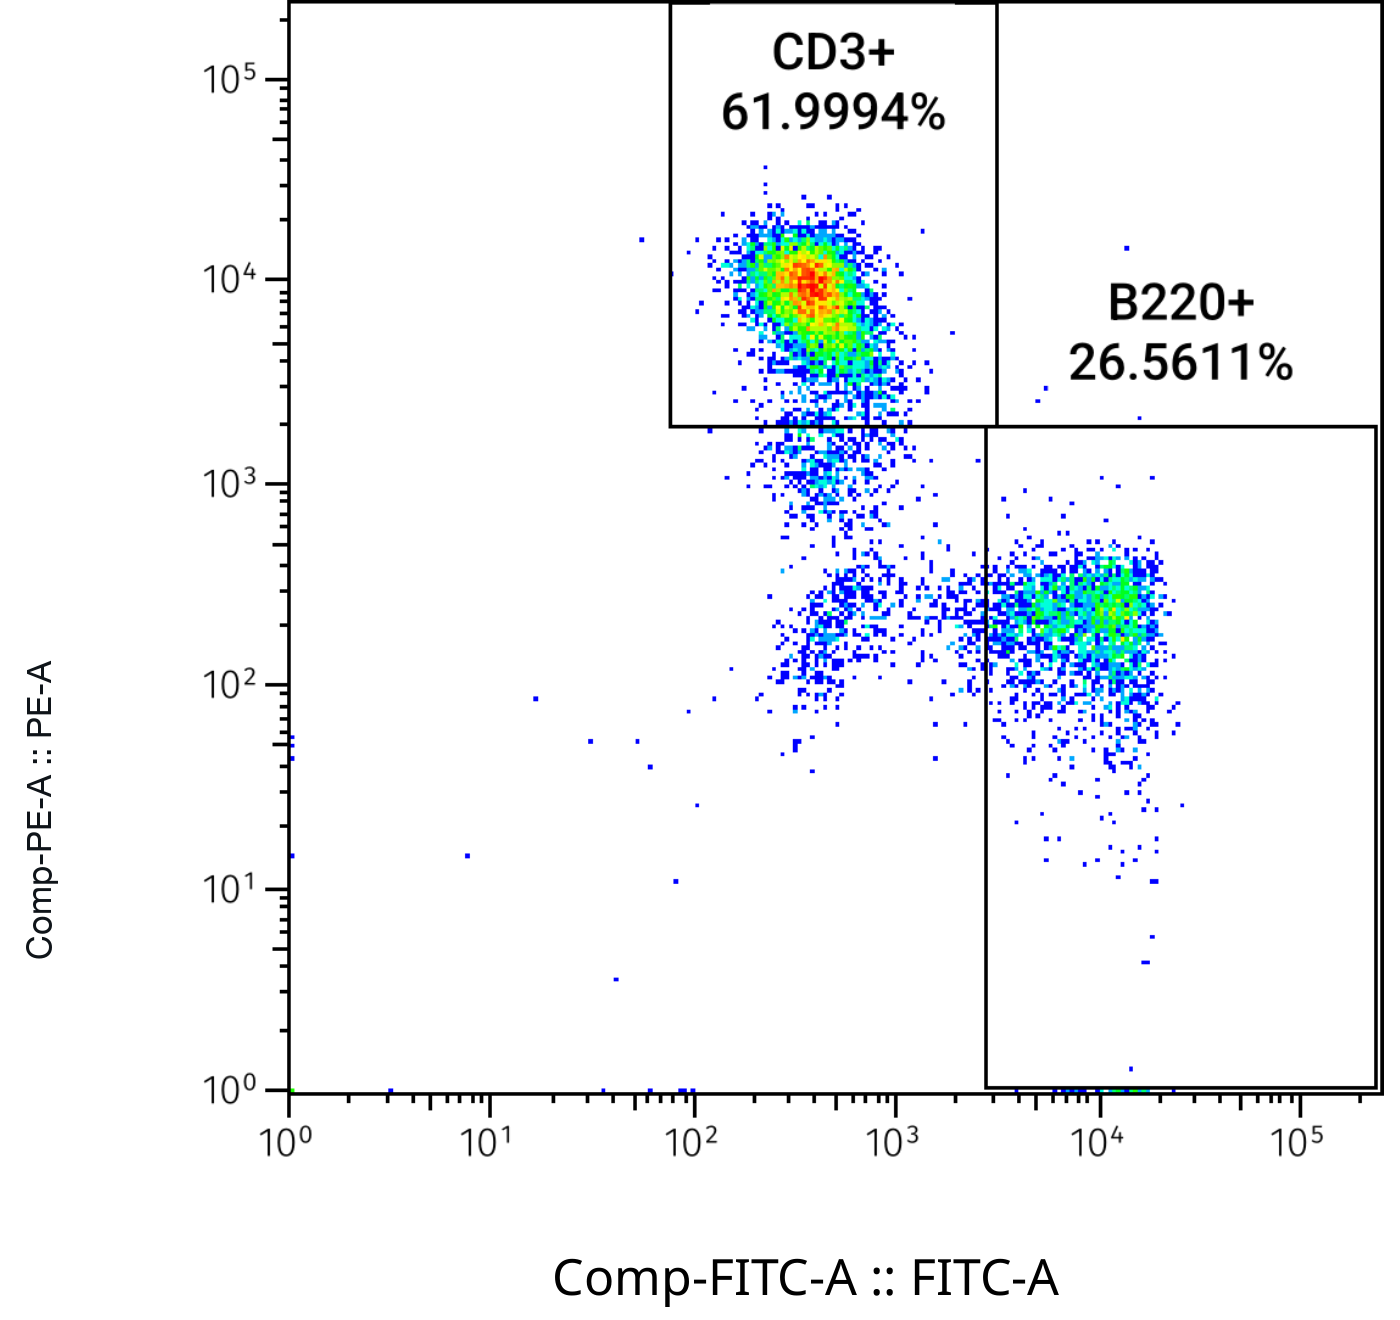 CD3+
61.9994%
B220+
26.5611%
10⁵
10⁴
10³
10²
10¹
10⁰
Comp-PE-A :: PE-A
10⁰ 10¹ 10² 10³ 10⁴ 10⁵
Comp-FITC-A :: FITC-A